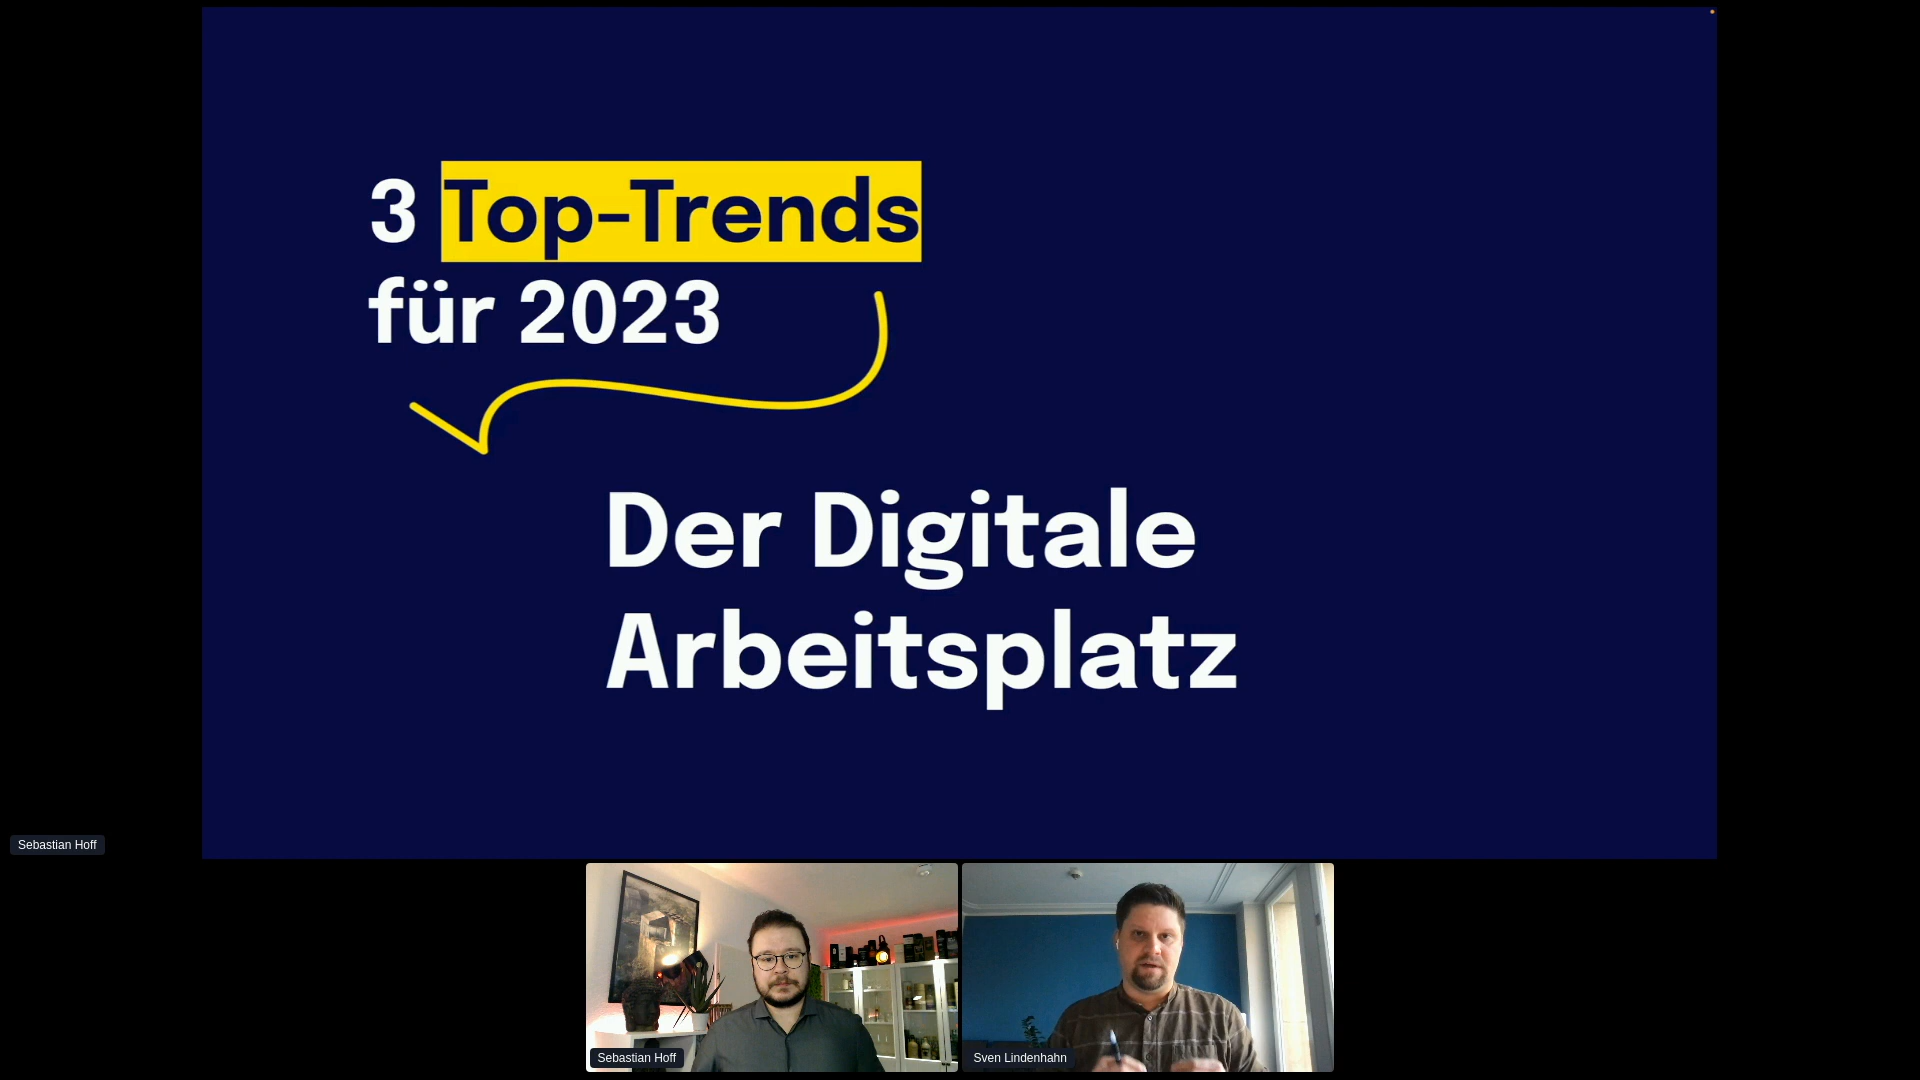 3 Top-Trends
für 2023
Der Digitale
Arbeitsplatz
Sebastian Hoff
Sebastian Hoff
Sven Lindenhahn